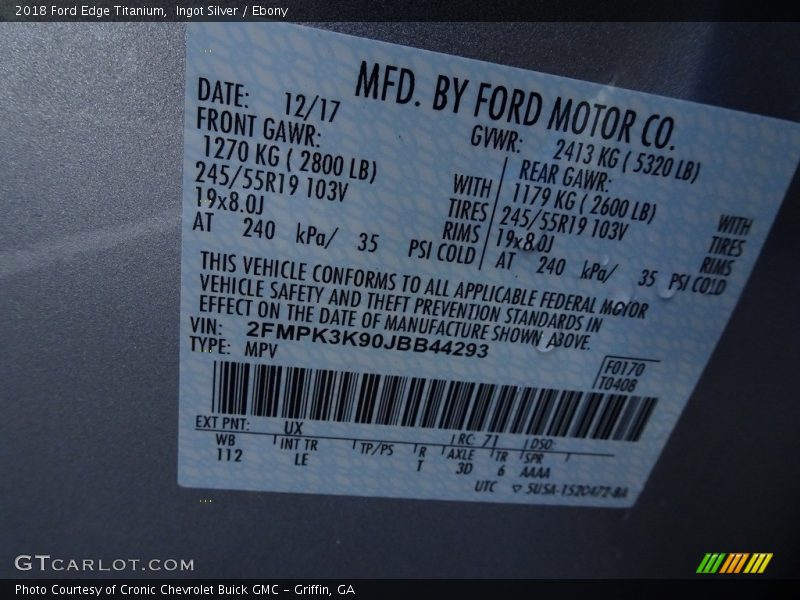 2018 Ford Edge Titanium, Ingot Silver / Ebony
MFD. BY FORD MOTOR CO.
DATE: 12/17
GVWR: 2413 KG ( 5320 LB)
FRONT GAWR:
1270 KG ( 2800 LB)
245/55R19 103V
19x8.0J
WITH
TIRES
RIMS
AT 240 kPa/ 35 PSI COLD
REAR GAWR:
1179 KG ( 2600 LB)
245/55R19 103V
19x8.0J
WITH
TIRES
RIMS
AT 240 kPa/ 35 PSI COLD
THIS VEHICLE CONFORMS TO ALL APPLICABLE FEDERAL MOTOR
VEHICLE SAFETY AND THEFT PREVENTION STANDARDS IN
EFFECT ON THE DATE OF MANUFACTURE SHOWN ABOVE.
VIN: 2FMPK3K90JBB44293
TYPE: MPV
F0170
T0408
EXT PNT: UX RC: 71 DSO:
WB INT TR TP/PS R AXLE TR SPR
112 LE T 3D 6 AAAA
UTC ▽ 5USA-1520472-BA
GTCARLOT.COM
Photo Courtesy of Cronic Chevrolet Buick GMC – Griffin, GA